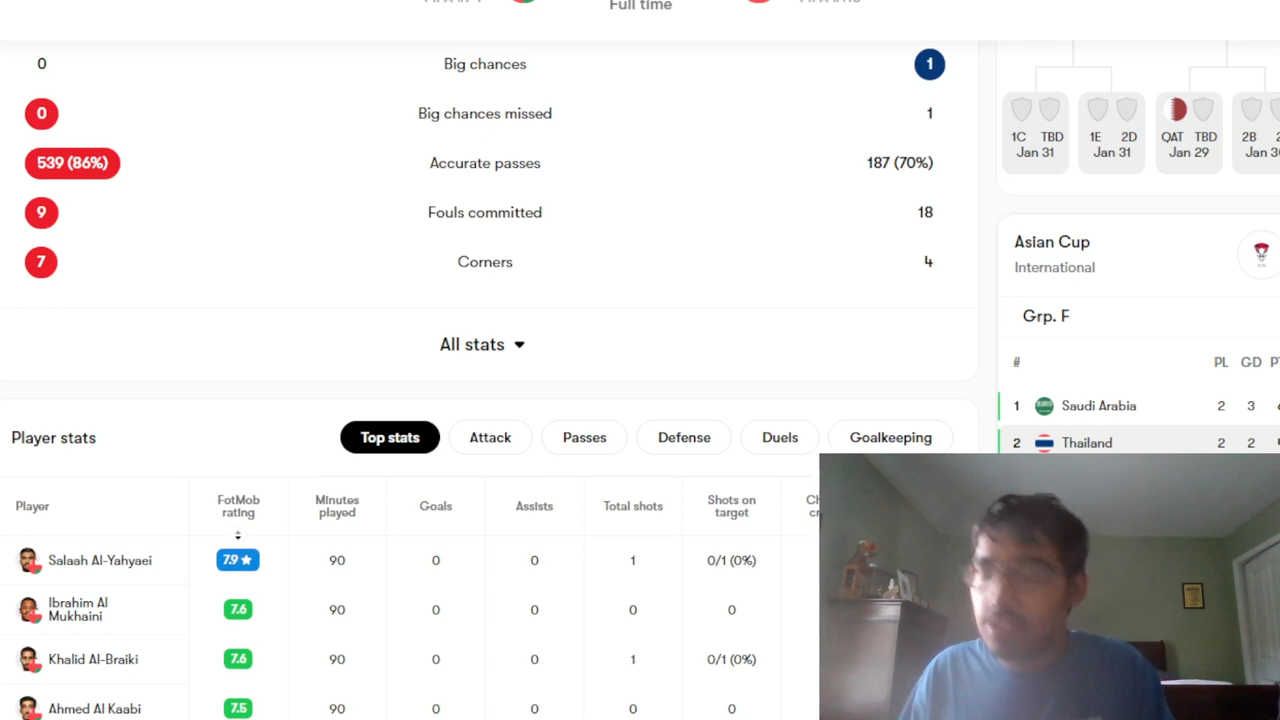 Full time
0 Big chances 1
0 Big chances missed 1
539 (86%) Accurate passes 187 (70%)
9 Fouls committed 18
7 Corners 4
All stats
Player stats
Top stats Attack Passes Defense Duels Goalkeeping
Player FotMob rating Minutes played Goals Assists Total shots Shots on target
Salaah Al-Yahyaei 7.9 90 0 0 1 0/1 (0%)
Ibrahim Al Mukhaini 7.6 90 0 0 0 0
Khalid Al-Braiki 7.6 90 0 0 1 0/1 (0%)
Ahmed Al Kaabi 7.5 90 0 0 0 0
1C TBD 1E 2D QAT TBD 2B
Jan 31 Jan 31 Jan 29
Asian Cup
International
Grp. F
# PL GD
1 Saudi Arabia 2 3
2 Thailand 2 2